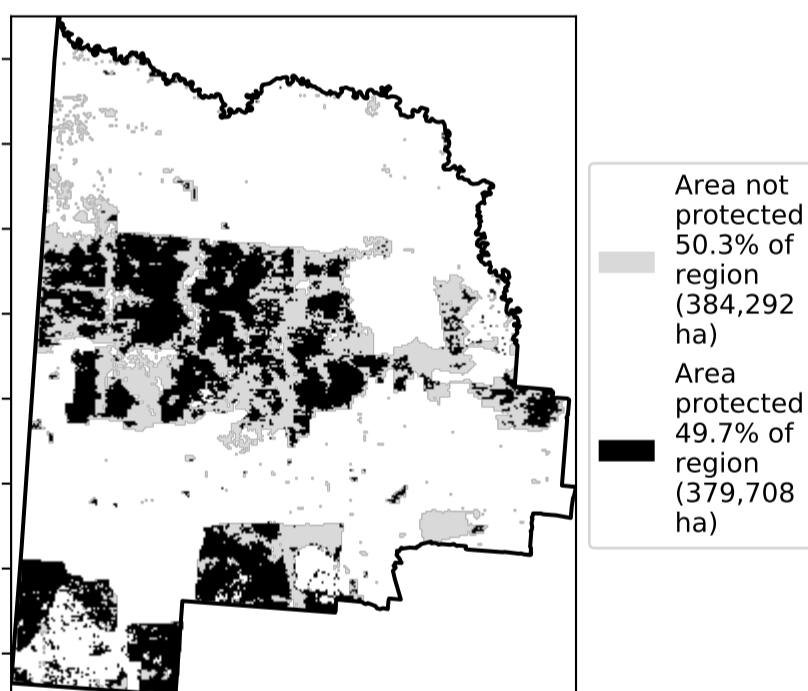 Area not
protected
50.3% of
region
(384,292
ha)
Area
protected
49.7% of
region
(379,708
ha)